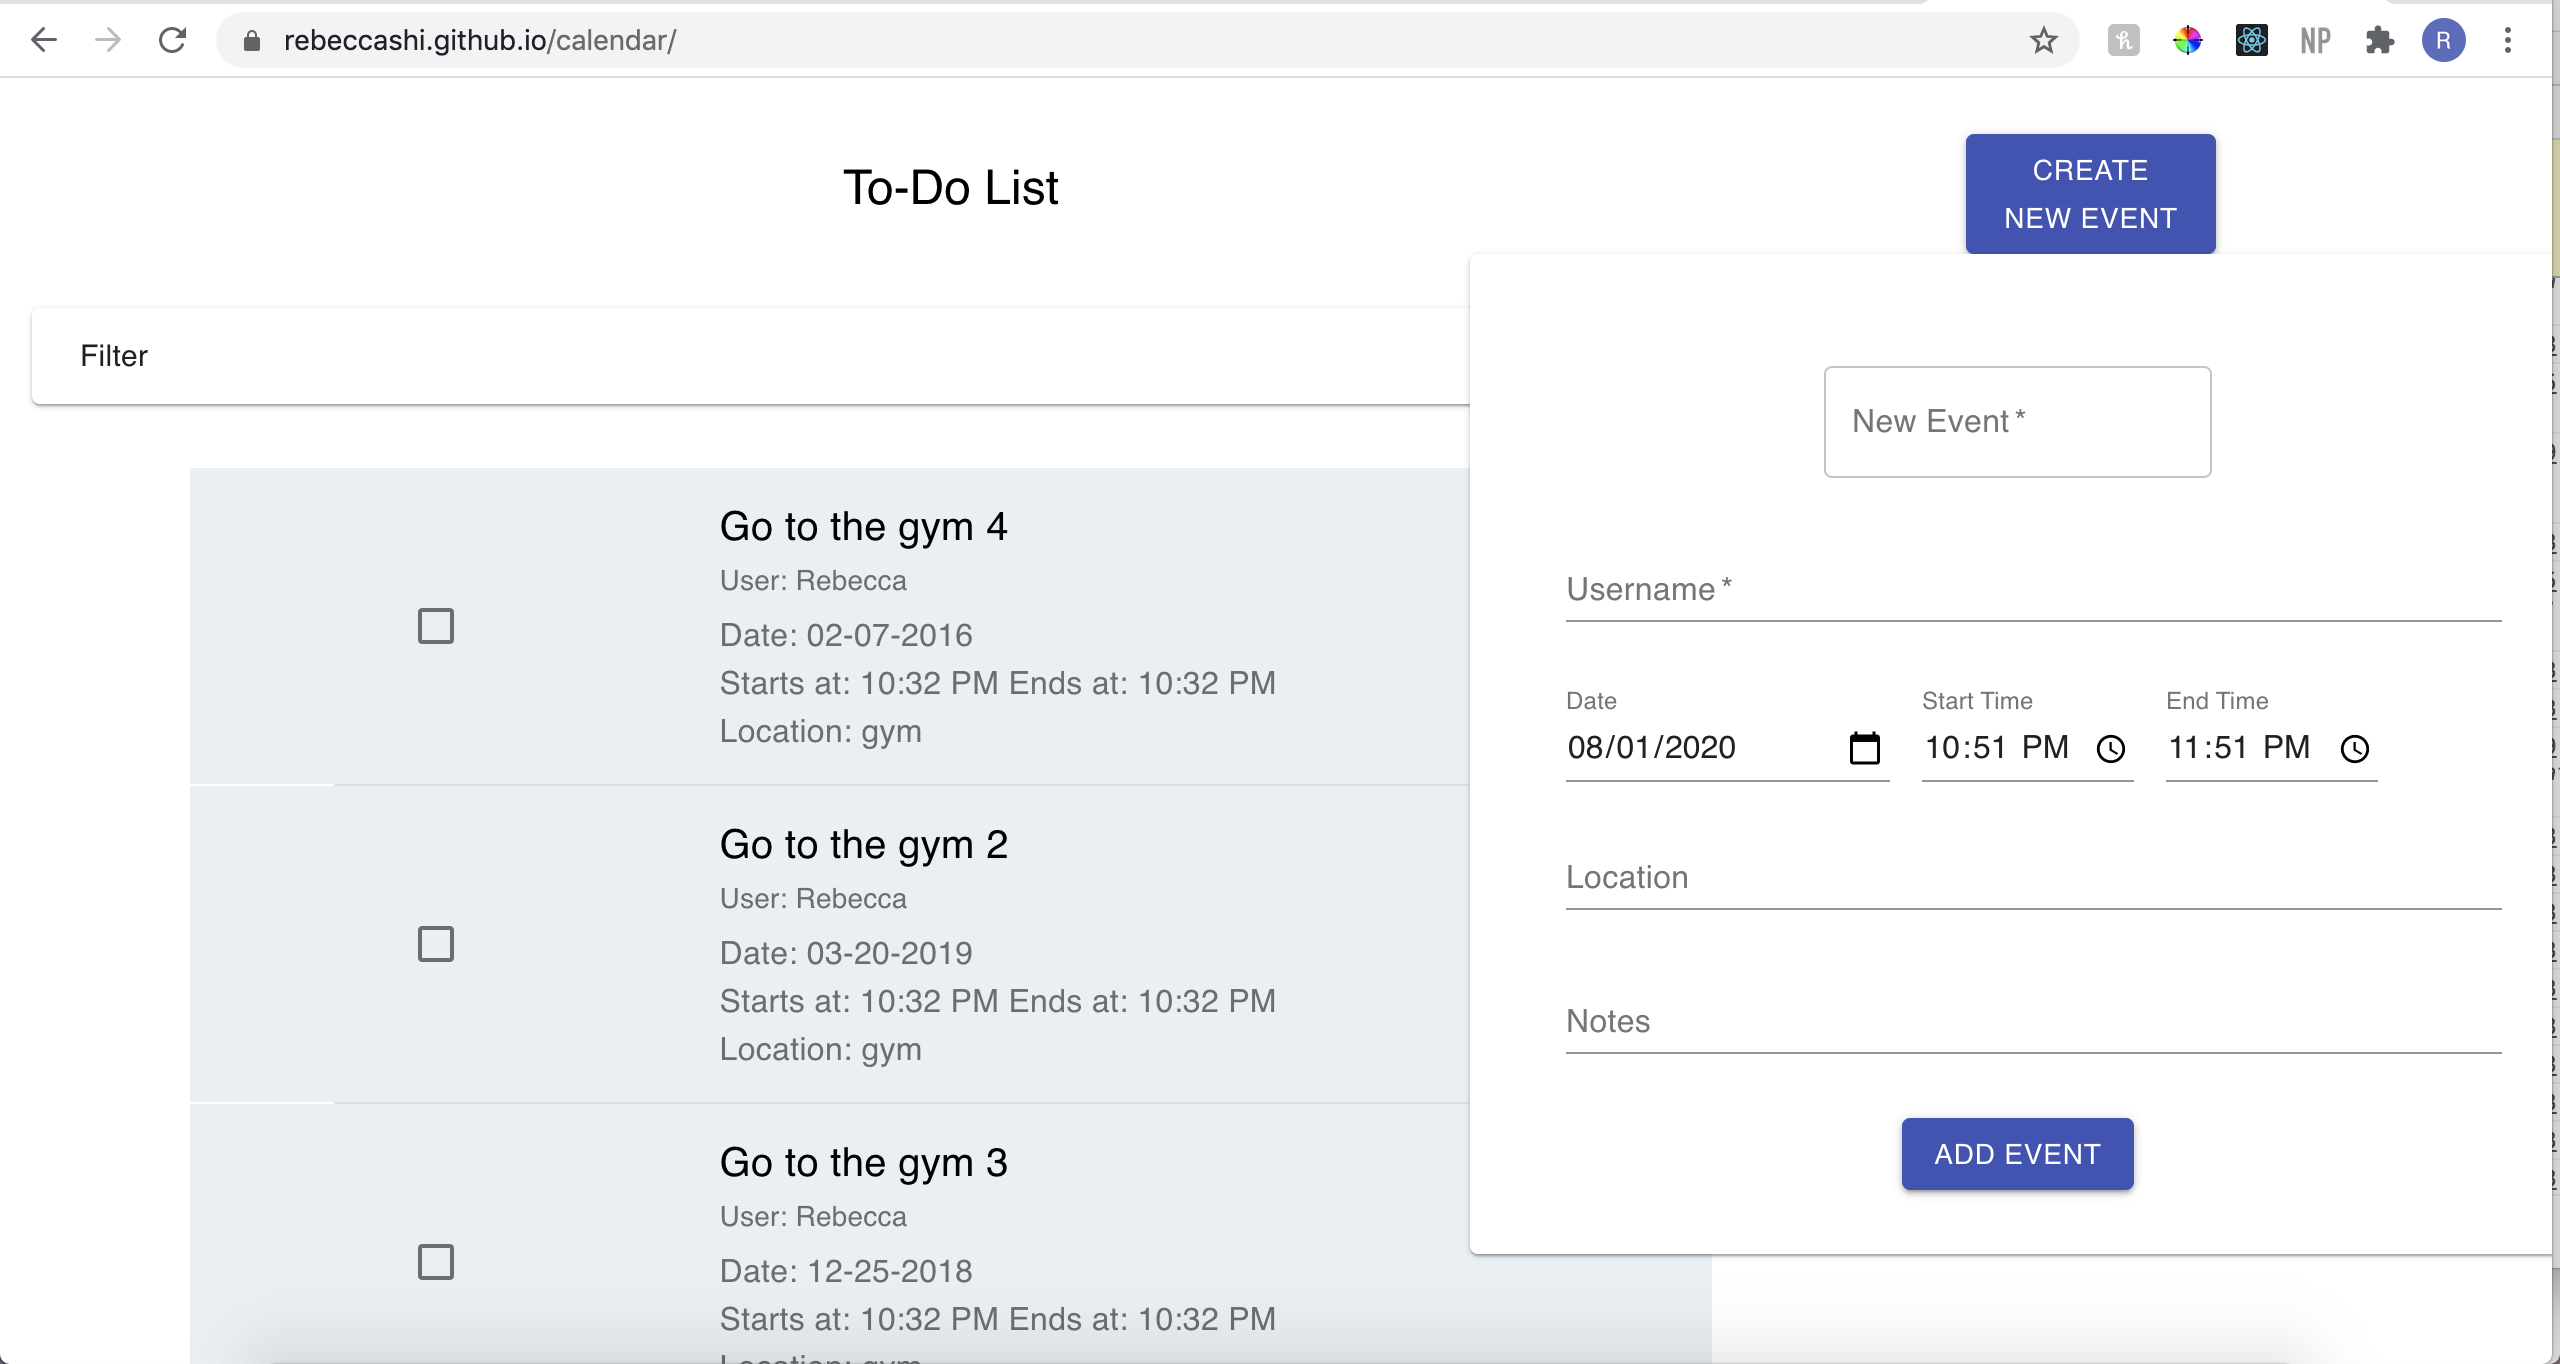 rebeccashi.github.io/calendar/
NP
R
To-Do List
CREATE
NEW EVENT
Filter
Go to the gym 4
User: Rebecca
Date: 02-07-2016
Starts at: 10:32 PM Ends at: 10:32 PM
Location: gym
Go to the gym 2
User: Rebecca
Date: 03-20-2019
Starts at: 10:32 PM Ends at: 10:32 PM
Location: gym
Go to the gym 3
User: Rebecca
Date: 12-25-2018
Starts at: 10:32 PM Ends at: 10:32 PM
Location: gym
New Event *
Username *
Date
Start Time
End Time
08/01/2020
10:51 PM
11:51 PM
Location
Notes
ADD EVENT